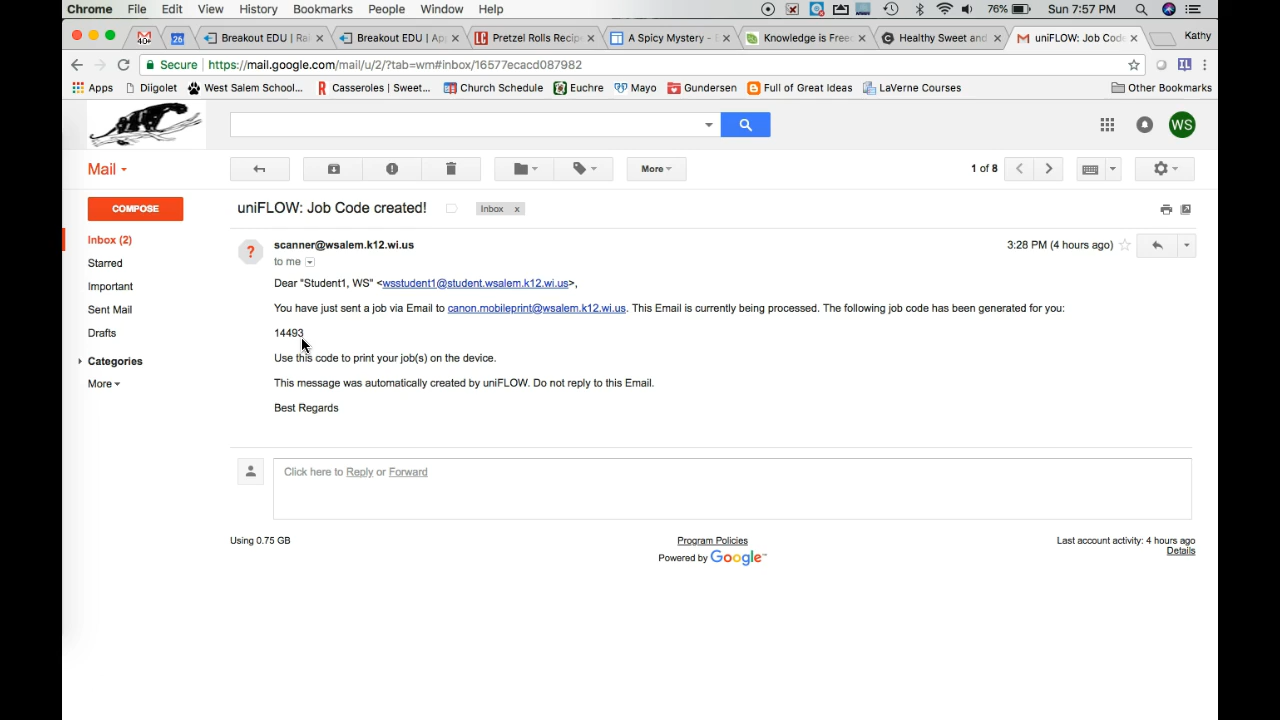 Chrome File Edit View History Bookmarks People Window Help 76% Sun 7:57 PM
40+ 26 Breakout EDU | Rai Breakout EDU | Ap Pretzel Rolls Recipe A Spicy Mystery - E Knowledge is Free Healthy Sweet and uniFLOW: Job Code Kathy
Secure https://mail.google.com/mail/u/2/?tab=wm#inbox/16577ecacd087982
Apps Diigolet West Salem School... Casseroles | Sweet... Church Schedule Euchre Mayo Gundersen Full of Great Ideas LaVerne Courses Other Bookmarks
WS
Mail More 1 of 8
COMPOSE
uniFLOW: Job Code created! Inbox x
Inbox (2)
Starred
Important
Sent Mail
Drafts
Categories
More
scanner@wsalem.k12.wi.us 3:28 PM (4 hours ago)
to me
Dear "Student1, WS" <wsstudent1@student.wsalem.k12.wi.us>,
You have just sent a job via Email to canon.mobileprint@wsalem.k12.wi.us. This Email is currently being processed. The following job code has been generated for you:
14493
Use this code to print your job(s) on the device.
This message was automatically created by uniFLOW. Do not reply to this Email.
Best Regards
Click here to Reply or Forward
Using 0.75 GB Program Policies Last account activity: 4 hours ago
Powered by Google™ Details